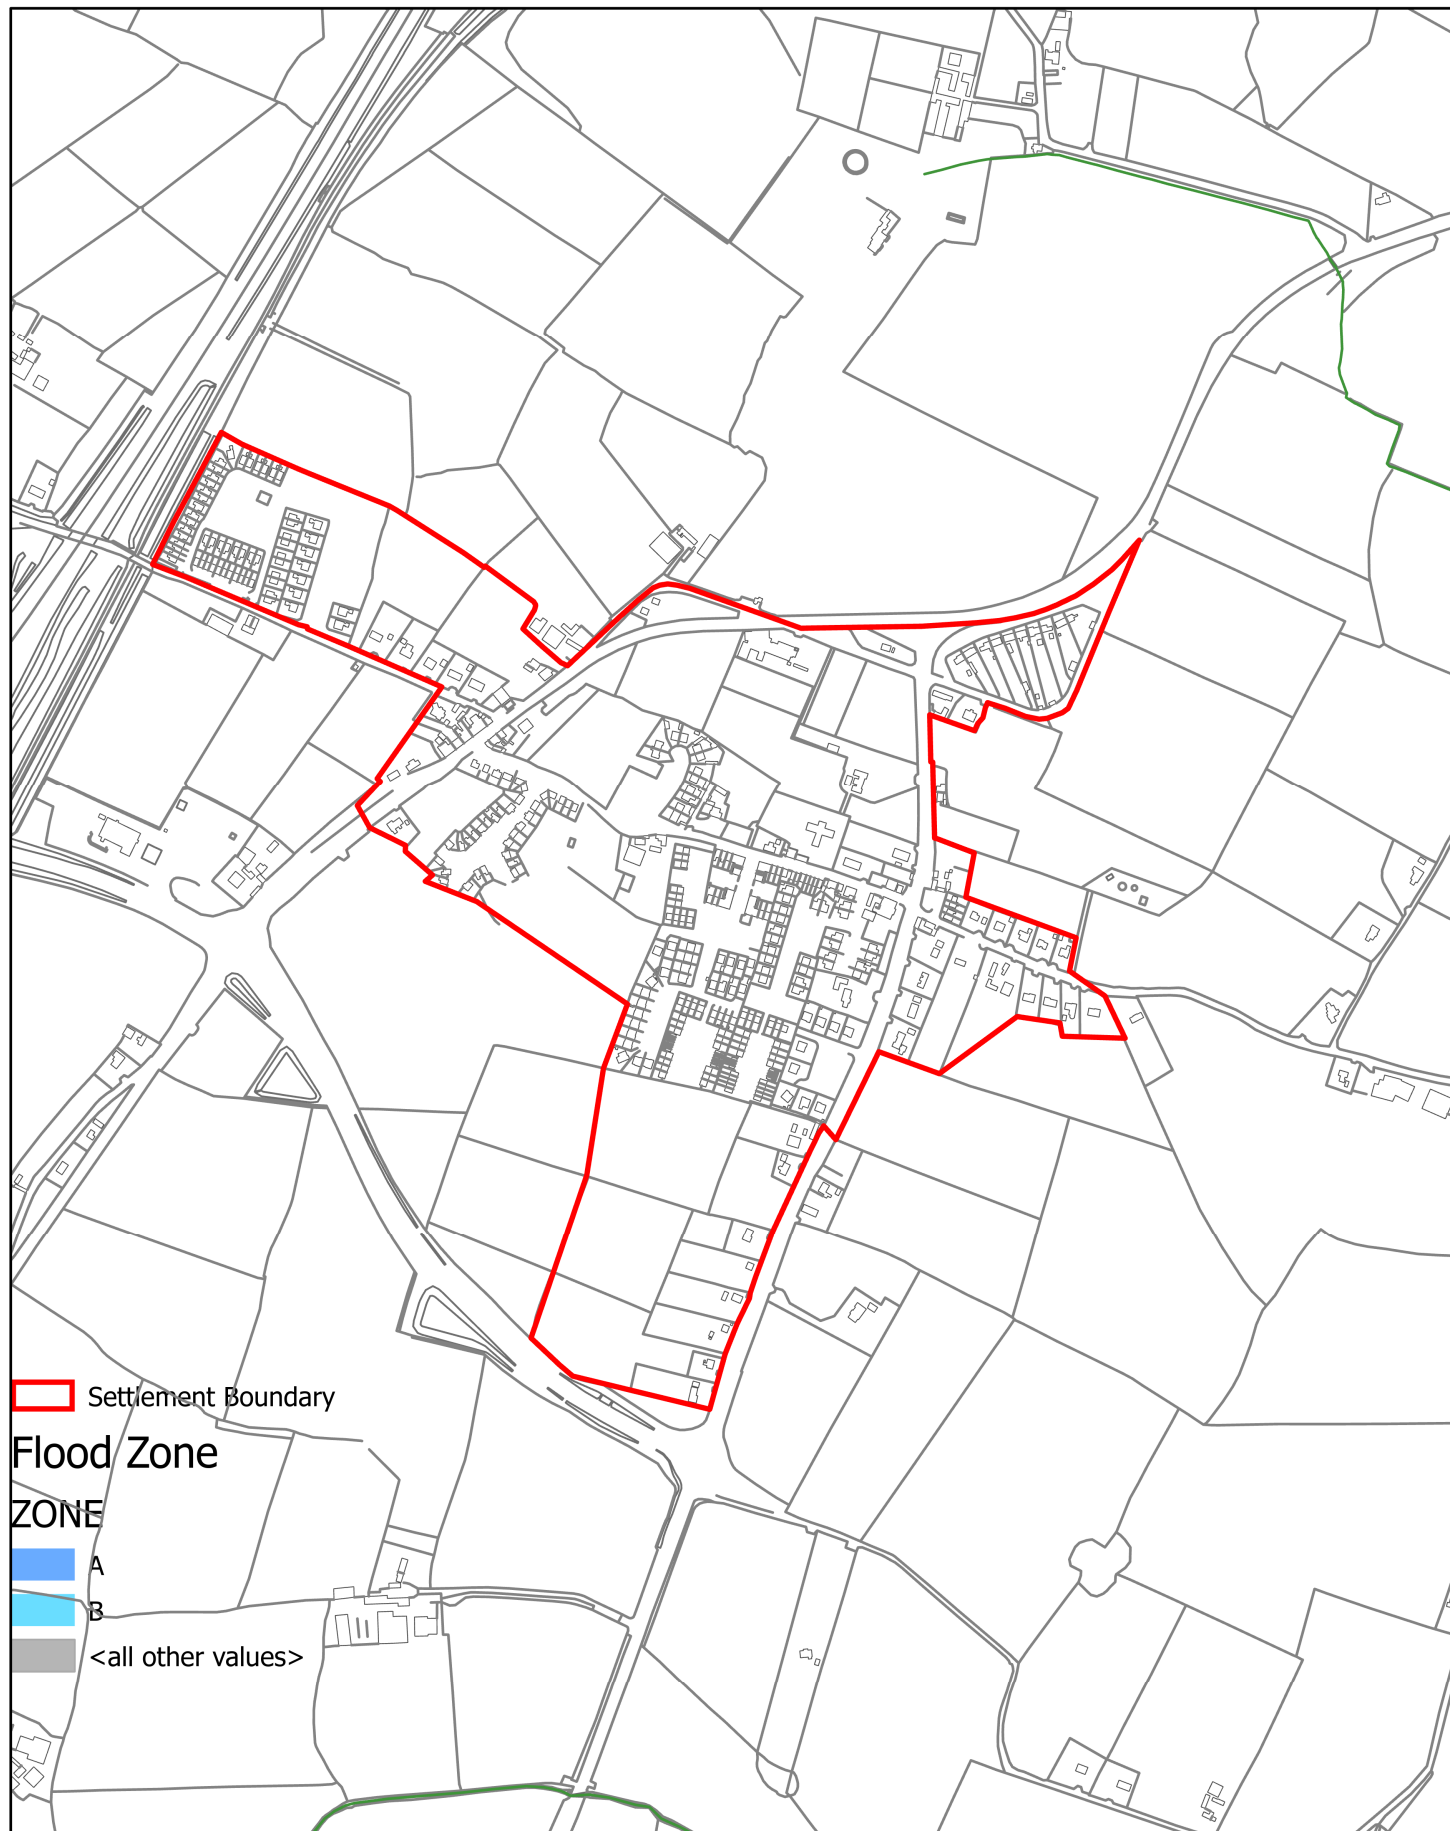 Settlement Boundary
Flood Zone
ZONE
A
B
<all other values>